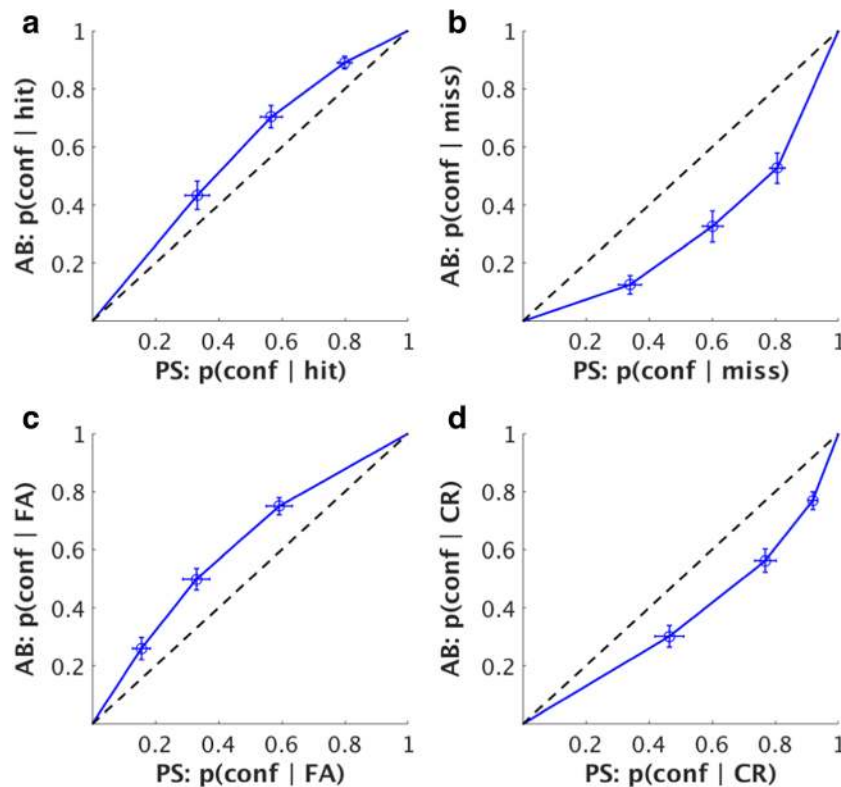 a
1
0.8
0.6
0.4
0.2
AB: p(conf | hit)
0.2 0.4 0.6 0.8 1
PS: p(conf | hit)
b
1
0.8
0.6
0.4
0.2
AB: p(conf | miss)
0.2 0.4 0.6 0.8 1
PS: p(conf | miss)
c
1
0.8
0.6
0.4
0.2
AB: p(conf | FA)
0.2 0.4 0.6 0.8 1
PS: p(conf | FA)
d
1
0.8
0.6
0.4
0.2
AB: p(conf | CR)
0.2 0.4 0.6 0.8 1
PS: p(conf | CR)